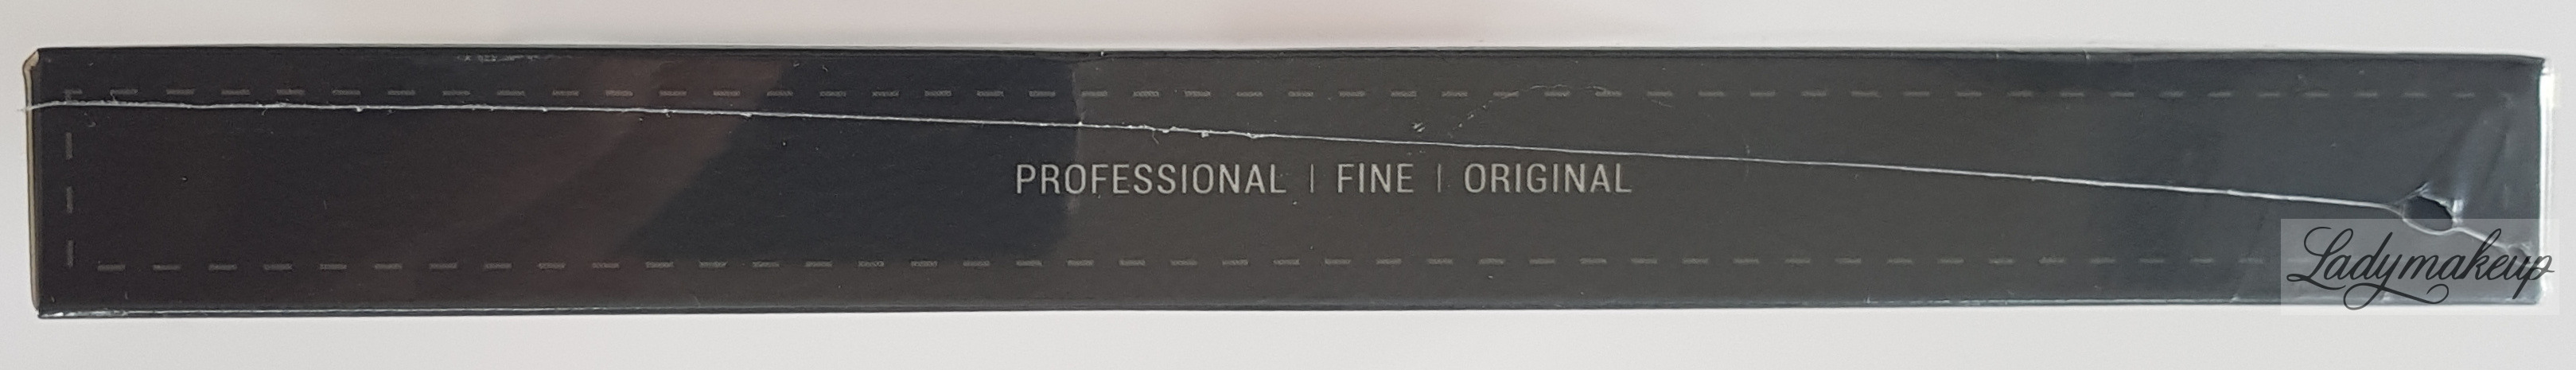 PROFESSIONAL | FINE | ORIGINAL
Ladymakeup